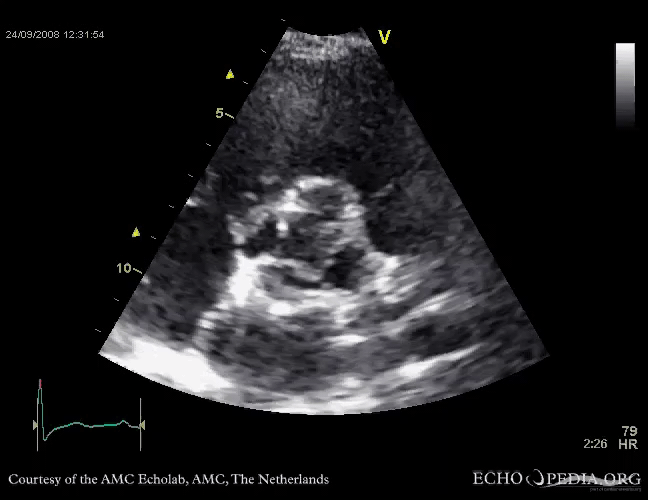 24/09/2008 12:31:54
V
5
10
79
2:26 HR
Courtesy of the AMC Echolab, AMC, The Netherlands
ECHOPEDIA.ORG